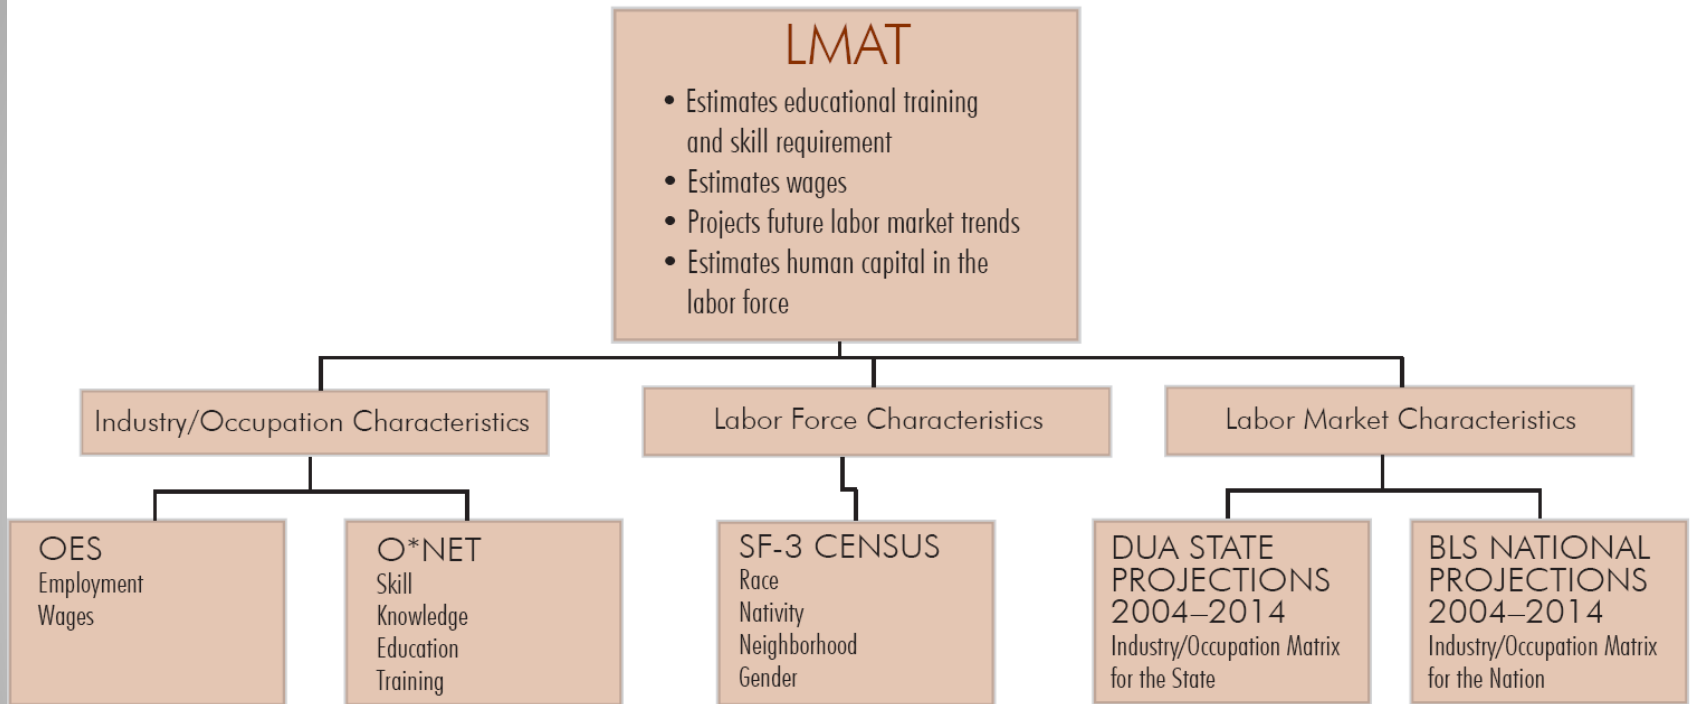 LMAT
• Estimates educational training
and skill requirement
• Estimates wages
• Projects future labor market trends
• Estimates human capital in the
labor force
Industry/Occupation Characteristics
Labor Force Characteristics
Labor Market Characteristics
OES
Employment
Wages
O*NET
Skill
Knowledge
Education
Training
SF-3 CENSUS
Race
Nativity
Neighborhood
Gender
DUA STATE
PROJECTIONS
2004–2014
Industry/Occupation Matrix
for the State
BLS NATIONAL
PROJECTIONS
2004–2014
Industry/Occupation Matrix
for the Nation